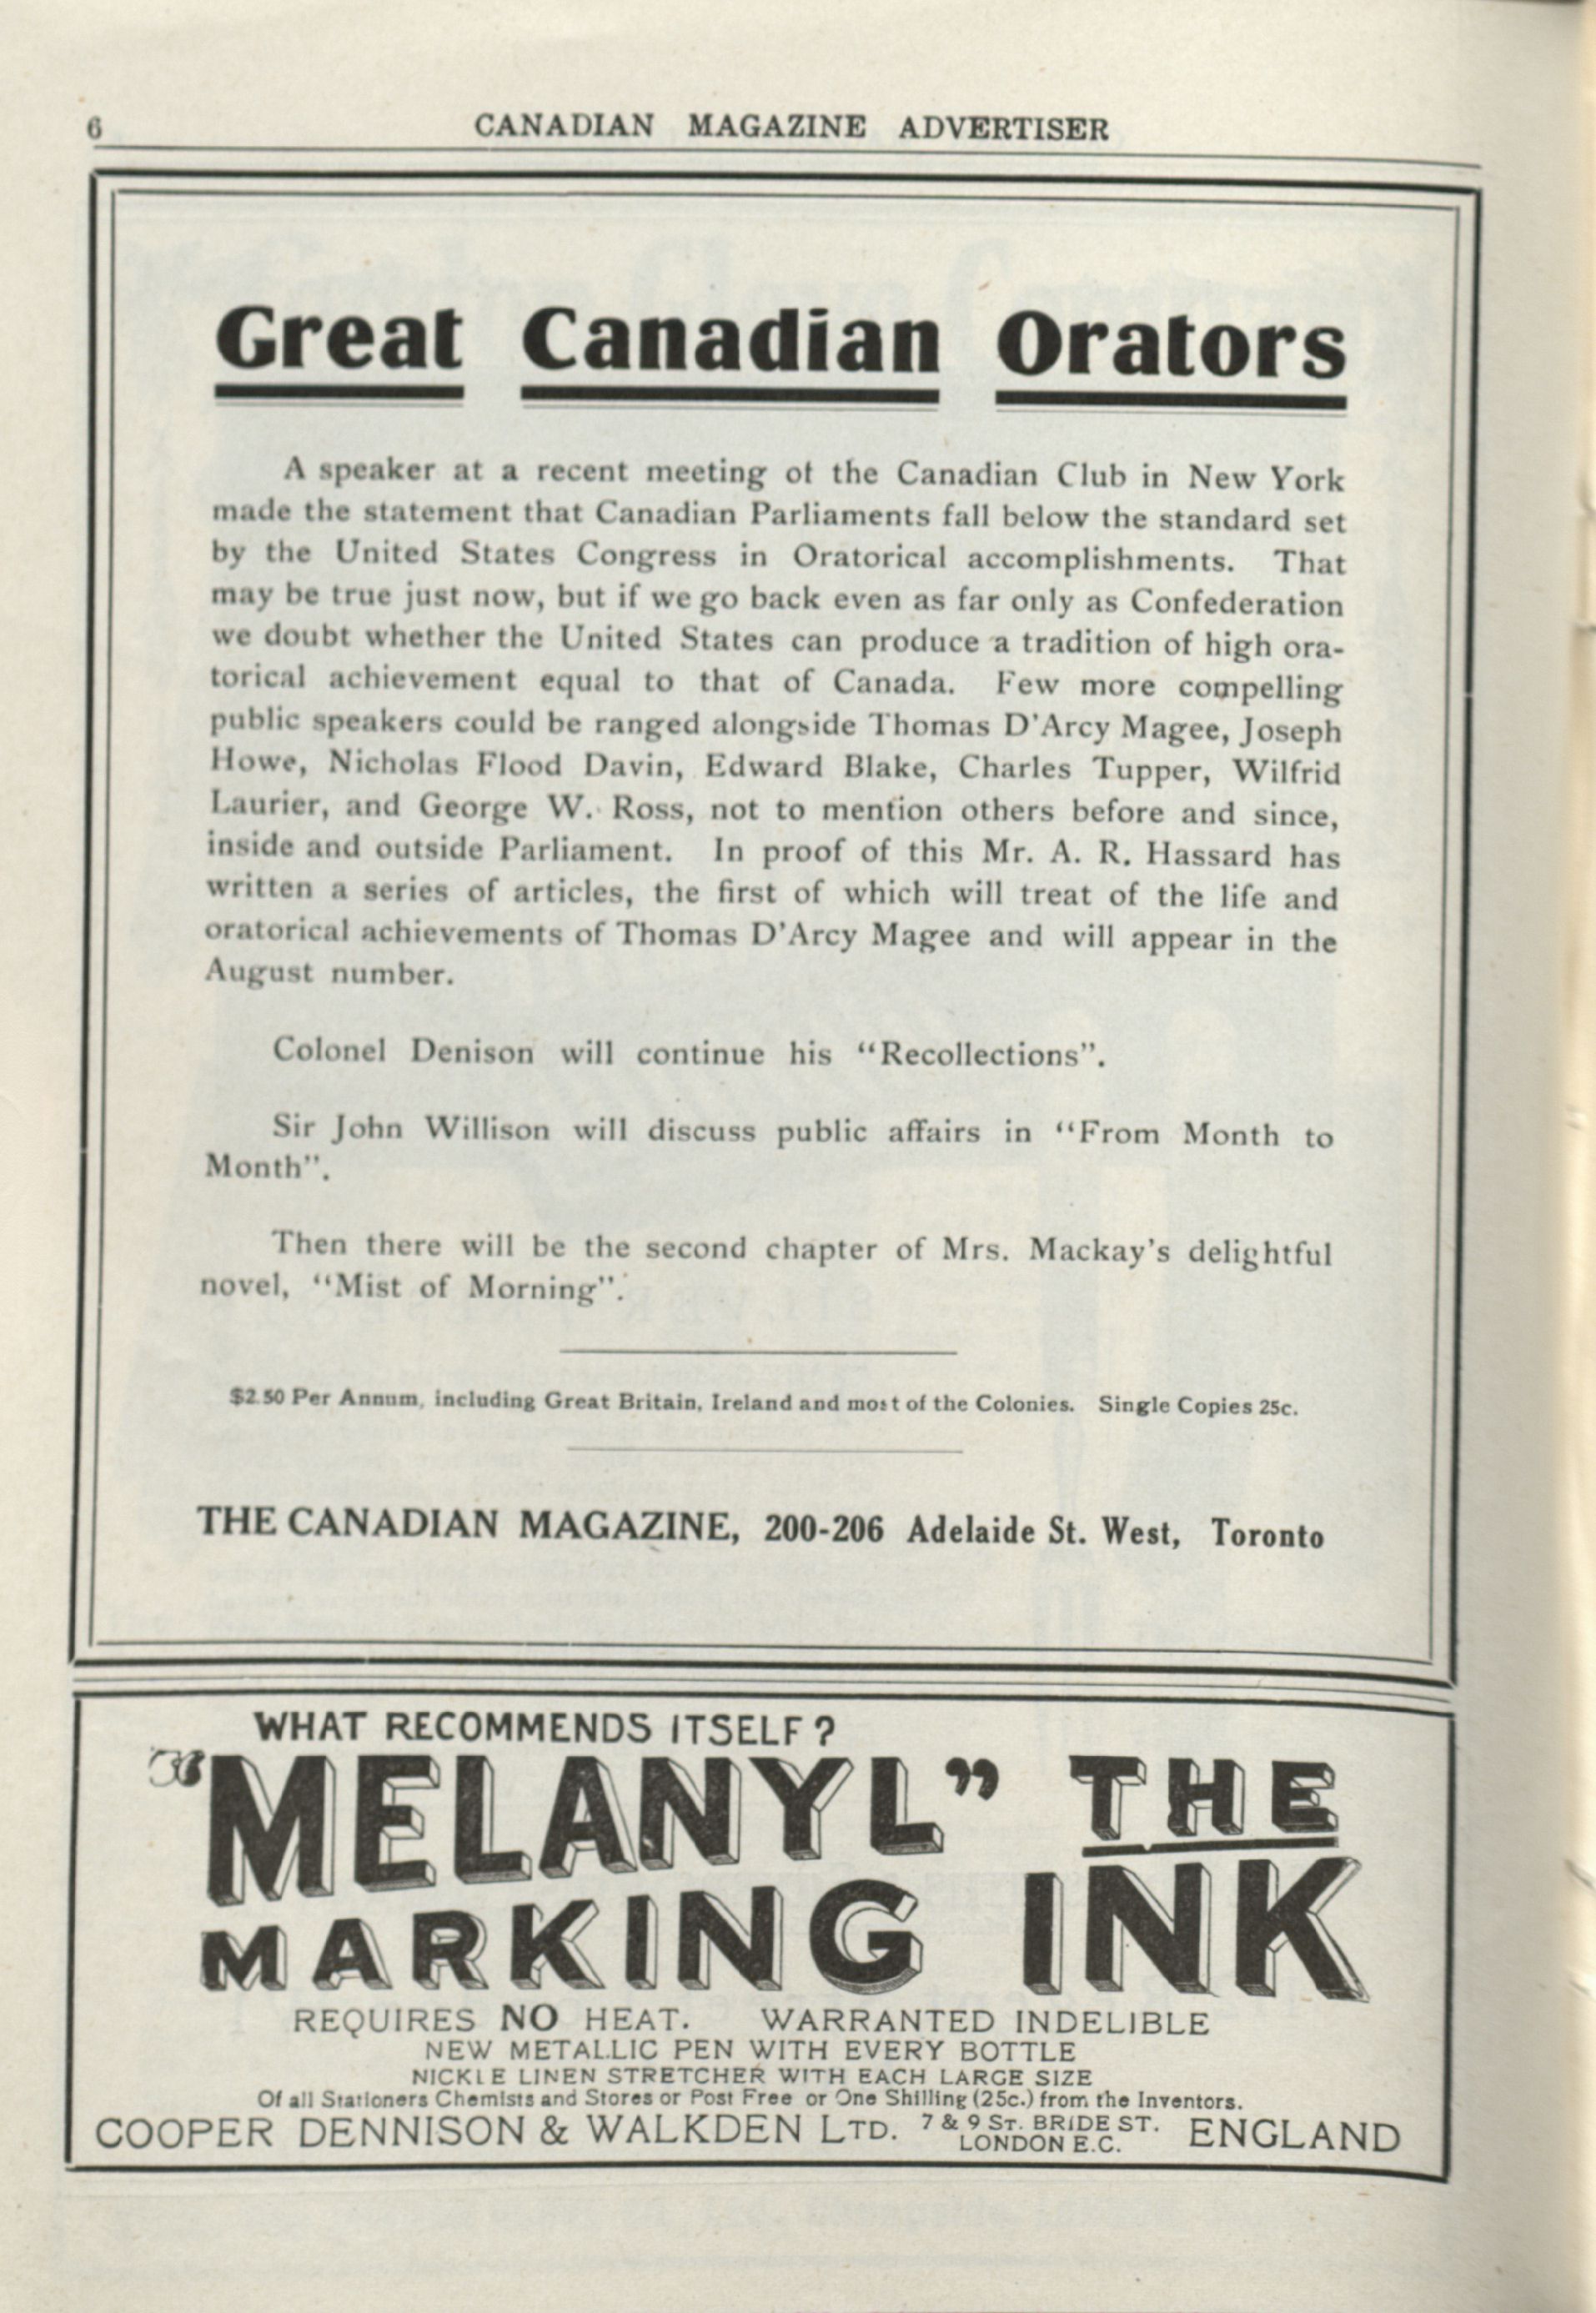 6
CANADIAN MAGAZINE ADVERTISER
Great Canadian Orators
A speaker at a recent meeting of the Canadian Club in New York
made the statement that Canadian Parliaments fall below the standard set
by the United States Congress in Oratorical accomplishments. That
may be true just now, but if we go back even as far only as Confederation
we doubt whether the United States can produce a tradition of high ora-
torical achievement equal to that of Canada. Few more compelling
public speakers could be ranged alongside Thomas D'Arcy Magee, Joseph
Howe, Nicholas Flood Davin, Edward Blake, Charles Tupper, Wilfrid
Laurier, and George W. Ross, not to mention others before and since,
inside and outside Parliament. In proof of this Mr. A. R. Hassard has
written a series of articles, the first of which will treat of the life and
oratorical achievements of Thomas D'Arcy Magee and will appear in the
August number.
Colonel Denison will continue his "Recollections".
Sir John Willison will discuss public affairs in "From Month to
Month".
Then there will be the second chapter of Mrs. Mackay's delightful
novel, "Mist of Morning".
$2.50 Per Annum, including Great Britain, Ireland and most of the Colonies. Single Copies 25c.
THE CANADIAN MAGAZINE, 200-206 Adelaide St. West, Toronto
WHAT RECOMMENDS ITSELF?
"MELANYL" THE
MARKING INK
REQUIRES NO HEAT. WARRANTED INDELIBLE
NEW METALLIC PEN WITH EVERY BOTTLE
NICKLE LINEN STRETCHER WITH EACH LARGE SIZE
Of all Stationers Chemists and Stores or Post Free or One Shilling (25c.) from the Inventors.
COOPER DENNISON & WALKDEN LTD. 7 & 9 ST. BRIDE ST. LONDON E.C. ENGLAND